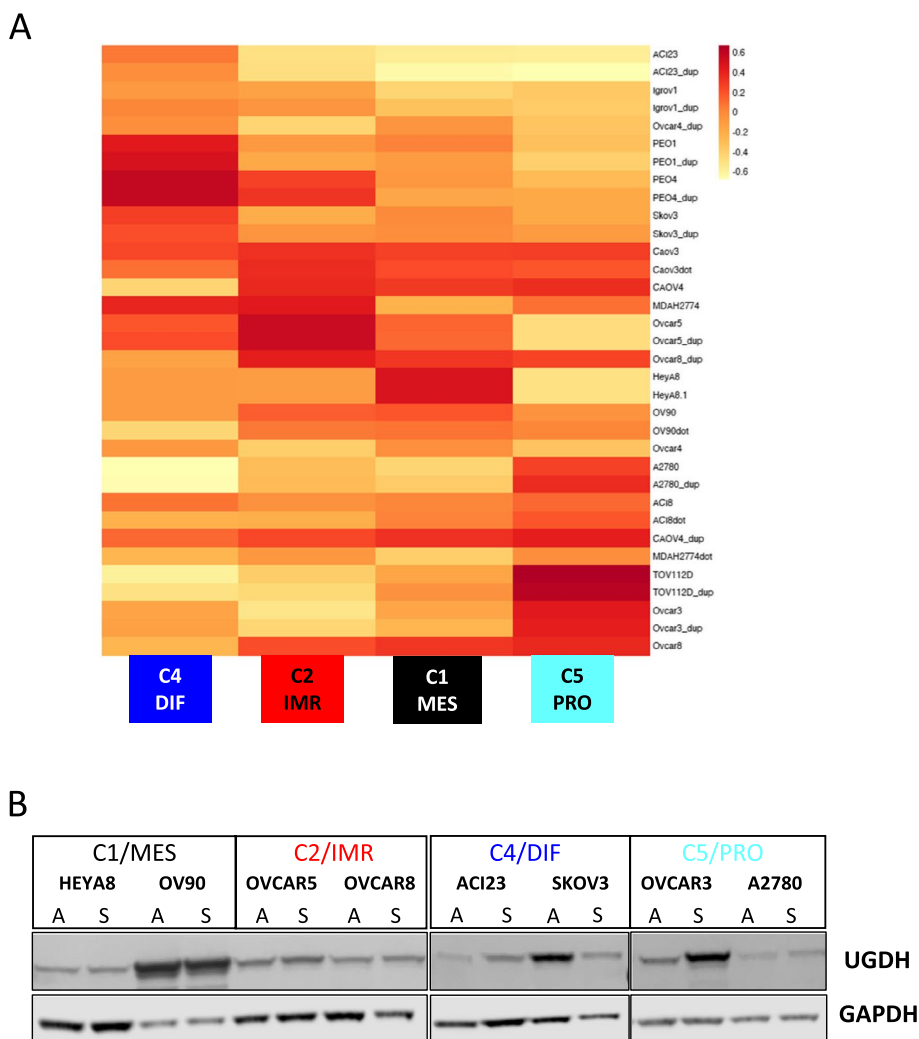 A
ACI23
ACI23_dup
Igrov1
Igrov1_dup
Ovcar4_dup
PEO1
PEO1_dup
PEO4
PEO4_dup
Skov3
Skov3_dup
Caov3
Caov3dot
CAOV4
MDAH2774
Ovcar5
Ovcar5_dup
Ovcar8_dup
HeyA8
HeyA8.1
OV90
OV90dot
Ovcar4
A2780
A2780_dup
ACI8
ACI8dot
CAOV4_dup
MDAH2774dot
TOV112D
TOV112D_dup
Ovcar3
Ovcar3_dup
Ovcar8
0.6
0.4
0.2
0
-0.2
-0.4
-0.6
C4 C2 C1 C5
DIF IMR MES PRO
B
C1/MES C2/IMR C4/DIF C5/PRO
HEYA8 OV90 OVCAR5 OVCAR8 ACI23 SKOV3 OVCAR3 A2780
A S A S A S A S A S A S A S A S
UGDH
GAPDH